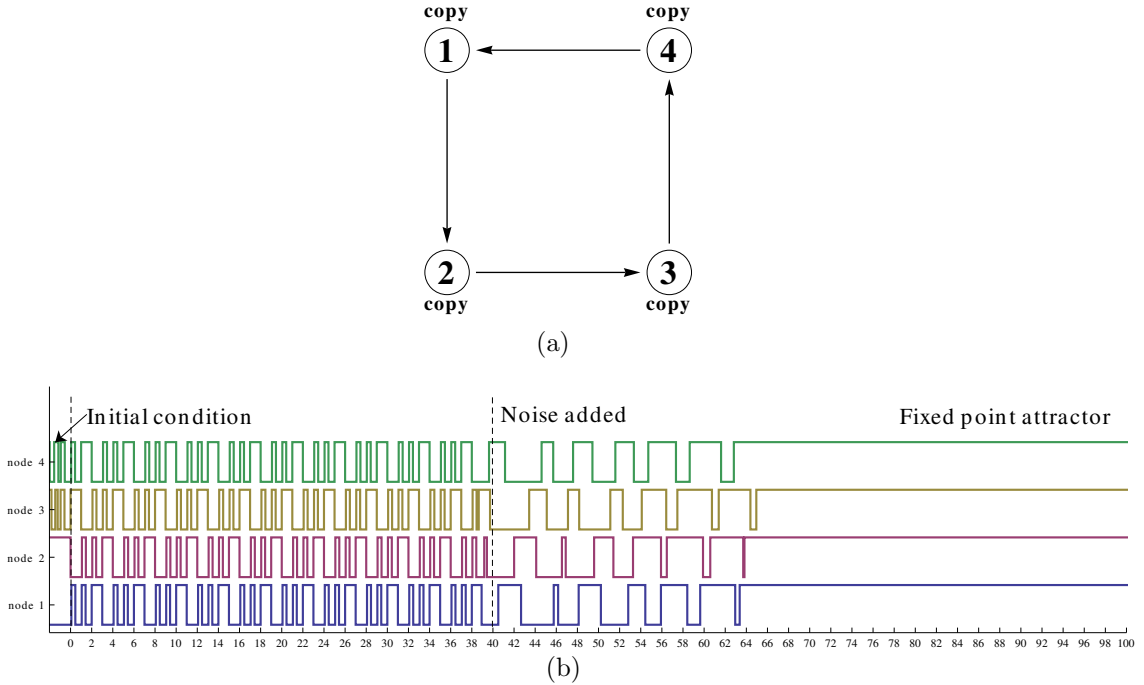 copy copy
1 4
2 3
copy copy
(a)
Initial condition Noise added Fixed point attractor
node 4
node 3
node 2
node 1
0 2 4 6 8 10 12 14 16 18 20 22 24 26 28 30 32 34 36 38 40 42 44 46 48 50 52 54 56 58 60 62 64 66 68 70 72 74 76 78 80 82 84 86 88 90 92 94 96 98 100
(b)